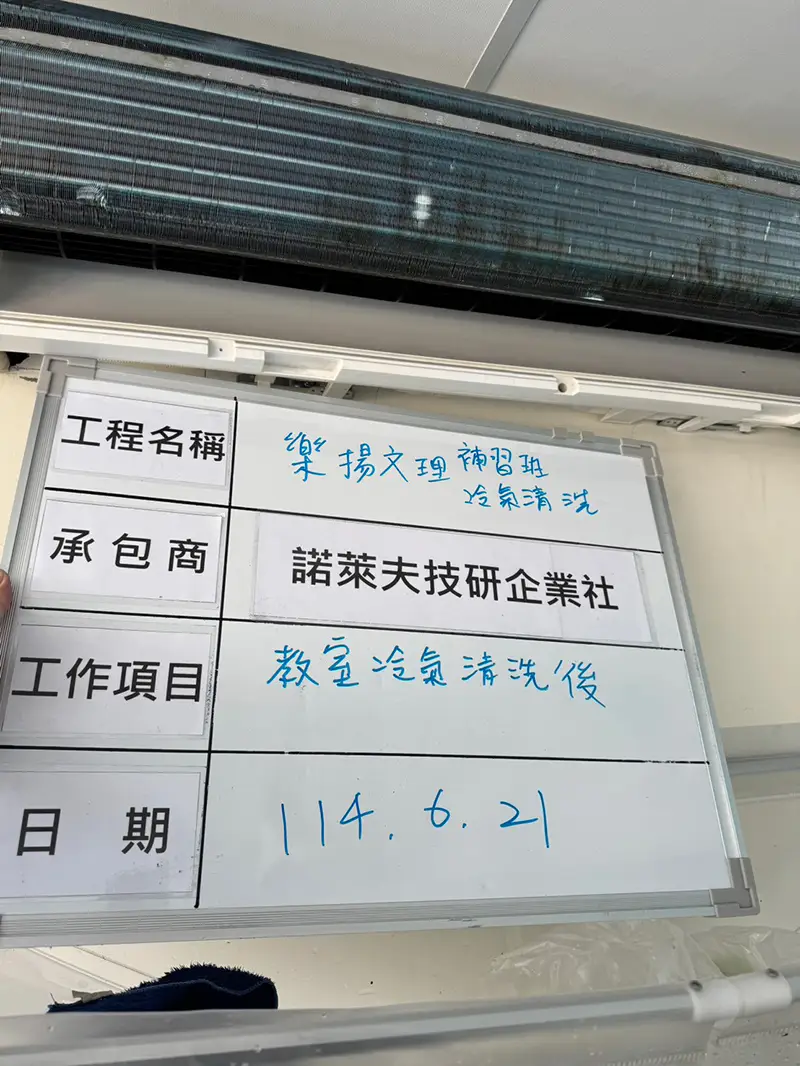 工程名稱 樂揚文理補習班
冷氣清洗
承包商 諾萊夫技研企業社
工作項目 教室冷氣清洗後
日期 114.6.21